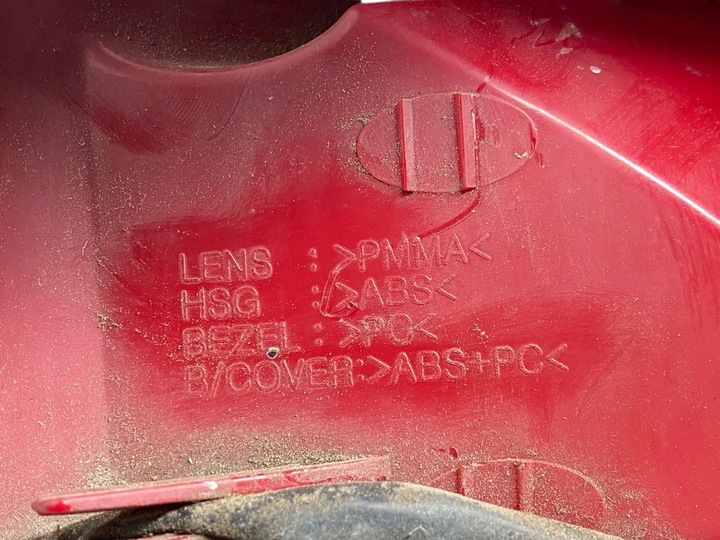 LENS : >PMMA<
HSG : >ABS<
BEZEL : >PC<
B/COVER:>ABS+PC<